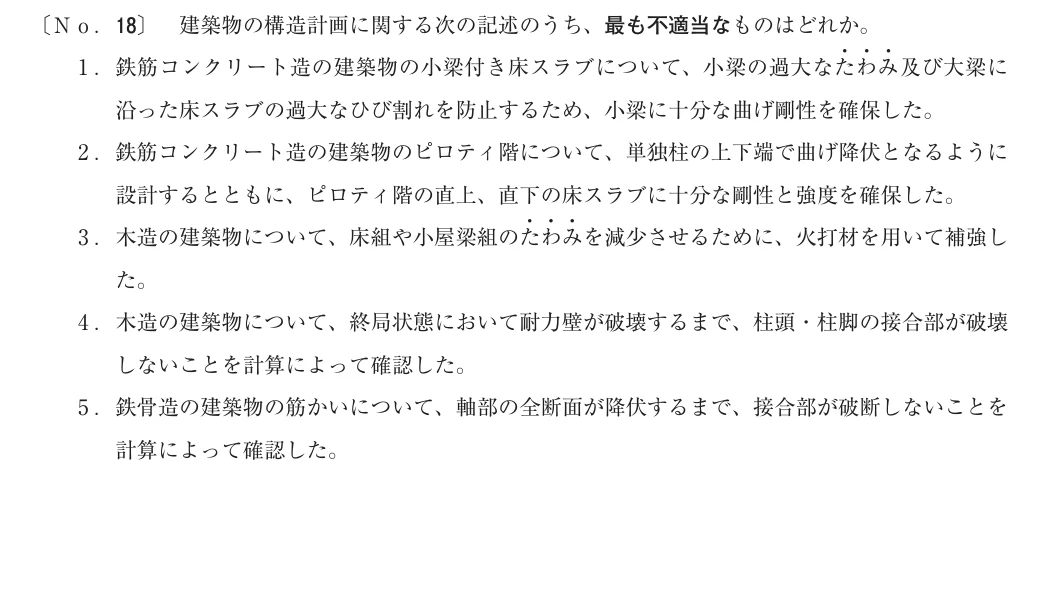 〔Ｎｏ．18〕　建築物の構造計画に関する次の記述のうち、最も不適当なものはどれか。
１．鉄筋コンクリート造の建築物の小梁付き床スラブについて、小梁の過大なたわみ及び大梁に
沿った床スラブの過大なひび割れを防止するため、小梁に十分な曲げ剛性を確保した。
２．鉄筋コンクリート造の建築物のピロティ階について、単独柱の上下端で曲げ降伏となるように
設計するとともに、ピロティ階の直上、直下の床スラブに十分な剛性と強度を確保した。
３．木造の建築物について、床組や小屋梁組のたわみを減少させるために、火打材を用いて補強し
た。
４．木造の建築物について、終局状態において耐力壁が破壊するまで、柱頭・柱脚の接合部が破壊
しないことを計算によって確認した。
５．鉄骨造の建築物の筋かいについて、軸部の全断面が降伏するまで、接合部が破断しないことを
計算によって確認した。